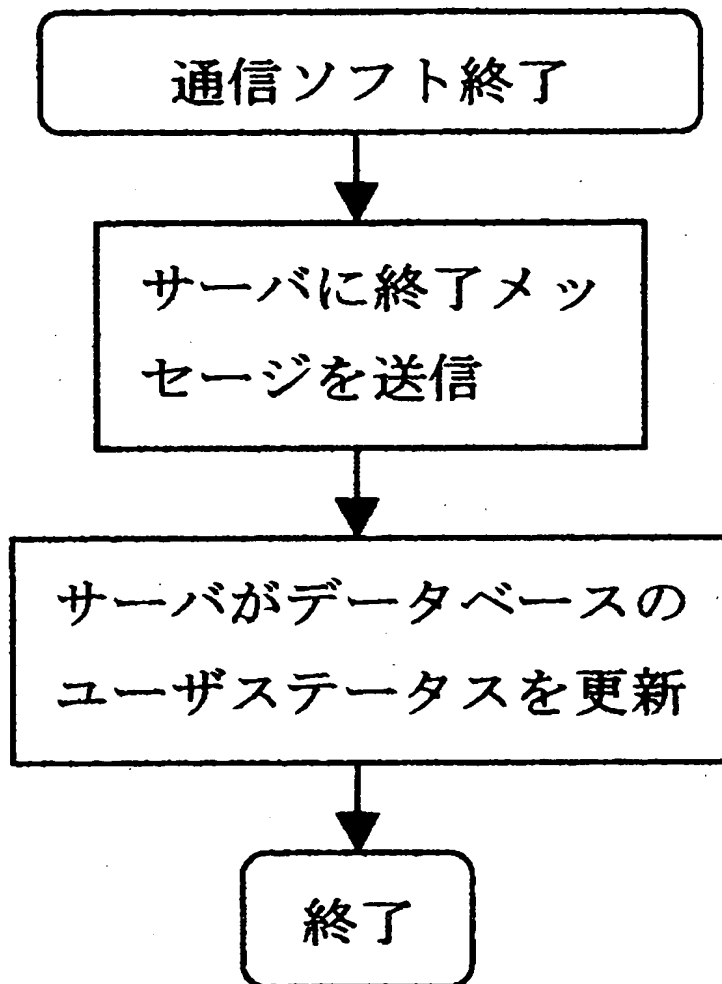 通信ソフト終了
サーバに終了メッ
セージを送信
サーバがデータベースの
ユーザステータスを更新
終了